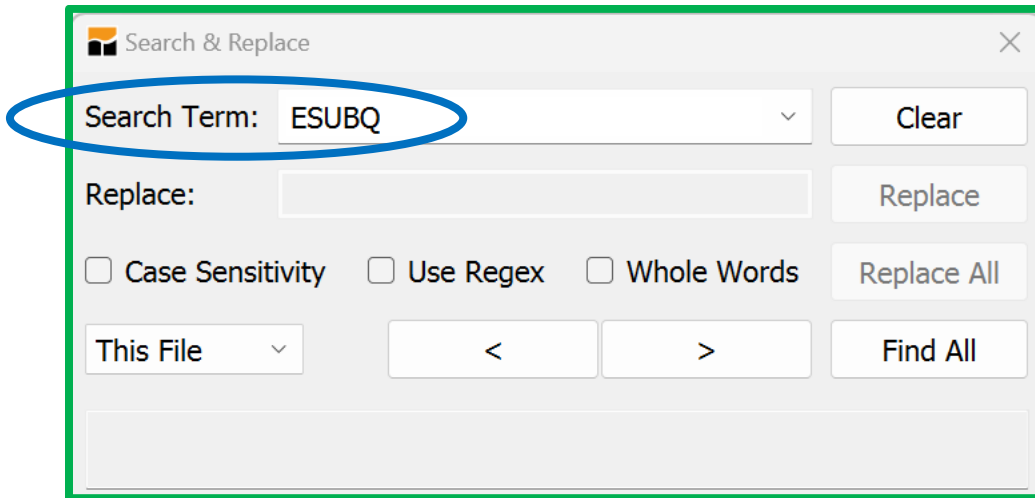 Search & Replace
Search Term: ESUBQ Clear
Replace: Replace
Case Sensitivity Use Regex Whole Words Replace All
This File < > Find All